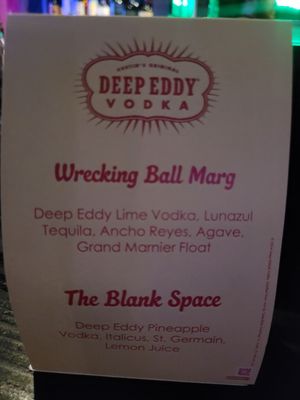 AUSTIN'S ORIGINAL
DEEP EDDY
VODKA
Wrecking Ball Marg
Deep Eddy Lime Vodka, Lunazul
Tequila, Ancho Reyes, Agave,
Grand Marnier Float
The Blank Space
Deep Eddy Pineapple
Vodka, Italicus, St. Germain,
Lemon Juice